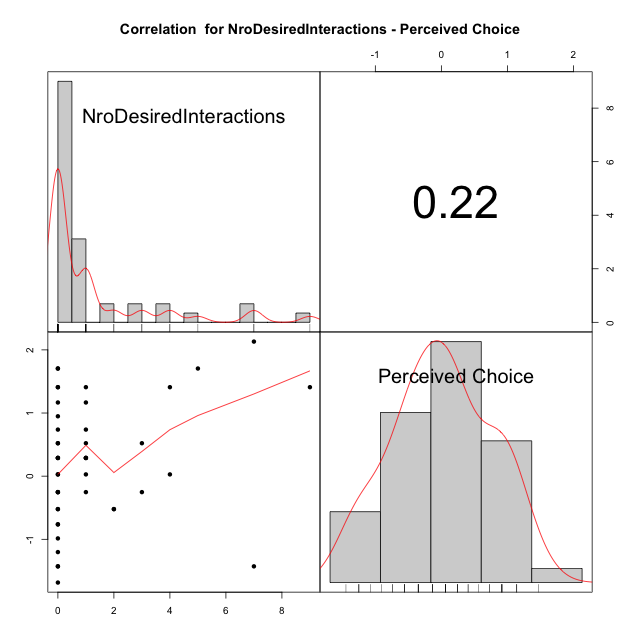 Correlation  for NroDesiredInteractions - Perceived Choice
-1 0 1 2
NroDesiredInteractions
0.22
8
6
4
2
0
Perceived Choice
2
1
0
-1
0 2 4 6 8